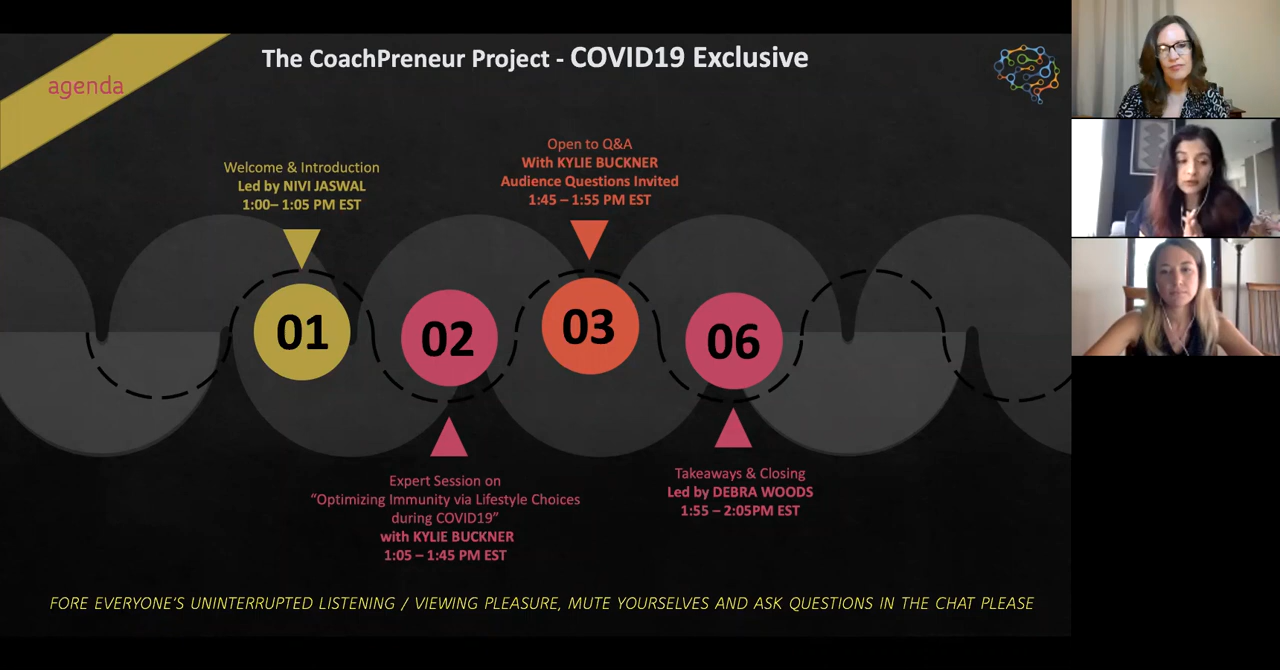 The CoachPreneur Project - COVID19 Exclusive
agenda
Welcome & Introduction
Led by NIVI JASWAL
1:00– 1:05 PM EST
Open to Q&A
With KYLIE BUCKNER
Audience Questions Invited
1:45 – 1:55 PM EST
01
02
03
06
Expert Session on
“Optimizing Immunity via Lifestyle Choices
during COVID19”
with KYLIE BUCKNER
1:05 – 1:45 PM EST
Takeaways & Closing
Led by DEBRA WOODS
1:55 – 2:05PM EST
FORE EVERYONE’S UNINTERRUPTED LISTENING / VIEWING PLEASURE, MUTE YOURSELVES AND ASK QUESTIONS IN THE CHAT PLEASE